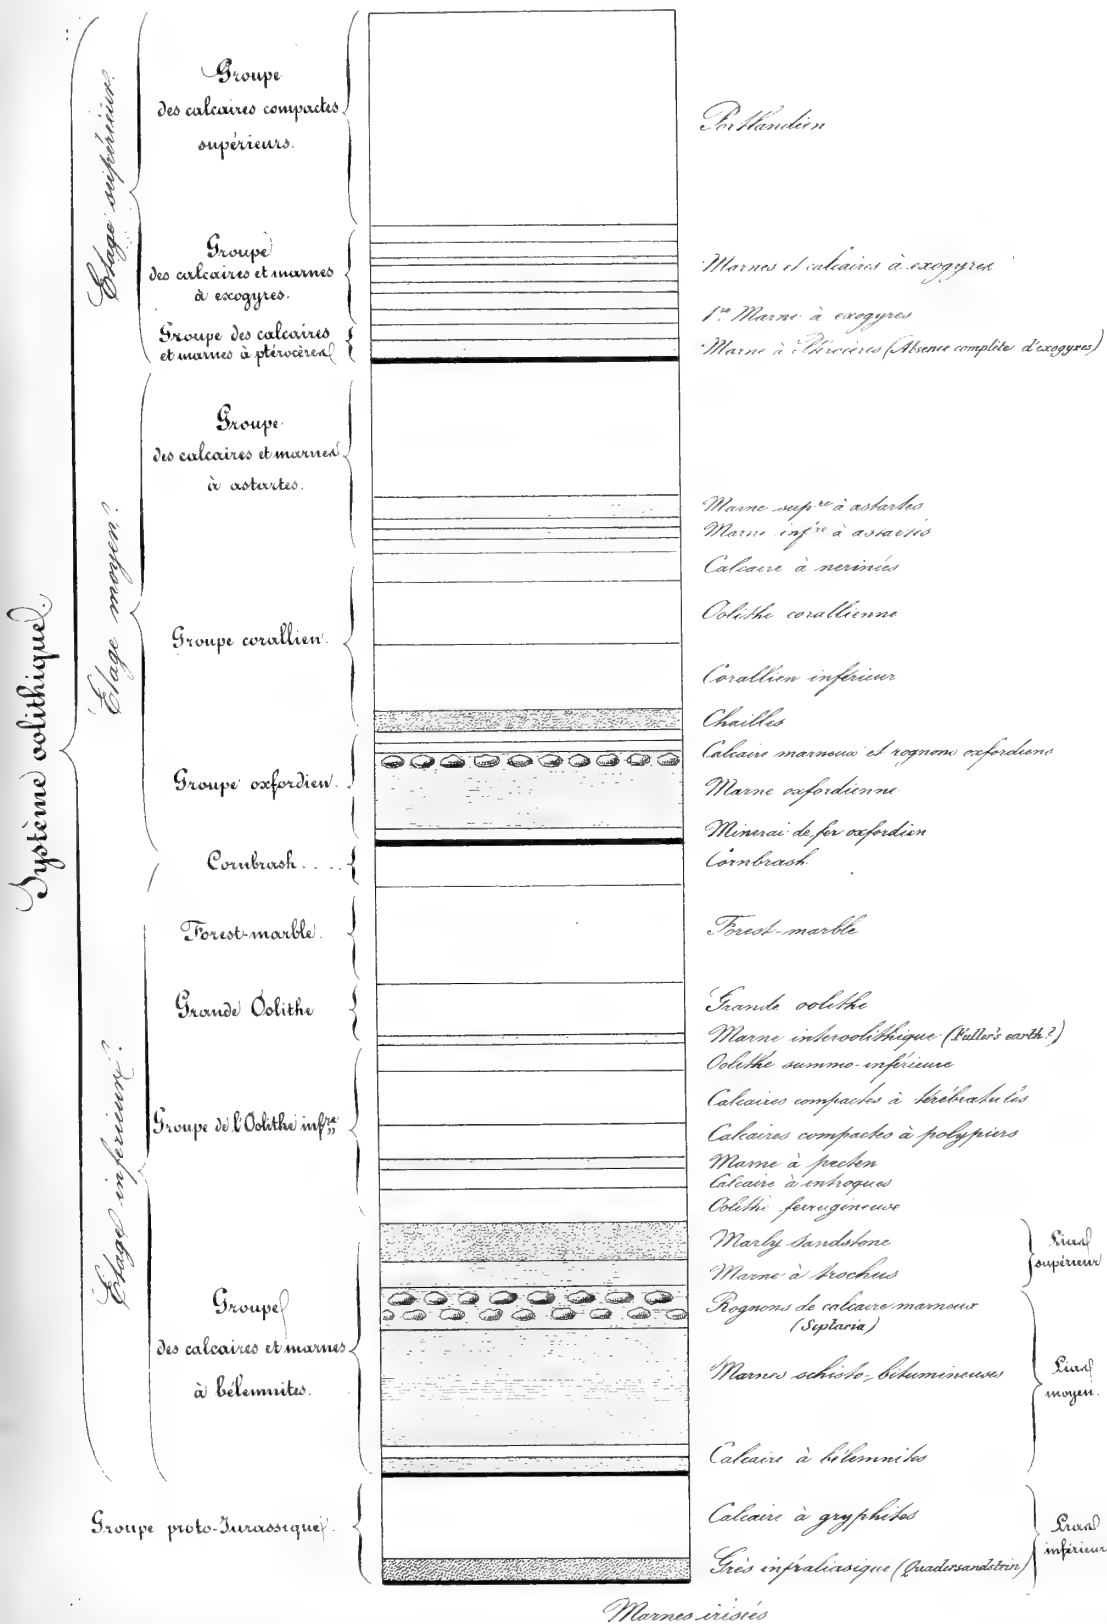 Système oolithique.
Etage supérieur.
Groupe
des calcaires compactes
supérieurs.
Portlandien
Groupe
des calcaires et marnes
à exogyres.
Marnes et calcaires à exogyres
1re Marne à exogyres
Groupe des calcaires
et marnes à ptérocères
Marne à Ptérocères (Absence complète d'exogyres)
Etage moyen.
Groupe
des calcaires et marnes
à astartes.
Marne supre à astartes
Marne infre à astartes
Calcaire à nerinées
Groupe corallien.
Oolithe corallienne
Corallien inférieur
Chailles
Groupe oxfordien.
Calcaire marneux et rognons oxfordiens
Marne oxfordienne
Minerai de fer oxfordien
Etage inférieur.
Cornbrash....
Cornbrash
Forest-marble.
Forest-marble
Grande Oolithe
Grande oolithe
Marne interoolithique (Fuller's earth?)
Groupe de l'Oolithe infre
Oolithe summo-inférieure
Calcaires compactes à térébratules
Calcaires compactes à polypiers
Marne à pecten
Calcaire à entroques
Oolithe ferrugineuse
Groupe
des calcaires et marnes
à bélemnites.
Marly sandstone
Marne à trochus
Lias
supérieur
Rognons de calcaire marneux
(Septaria)
Marnes schisto-bitumineuses
Calcaire à bélemnites
Lias
moyen.
Groupe proto-Jurassique.
Calcaire à gryphites
Grès infraliasique (Quadersandstein)
Lias
inférieur
Marnes irisées